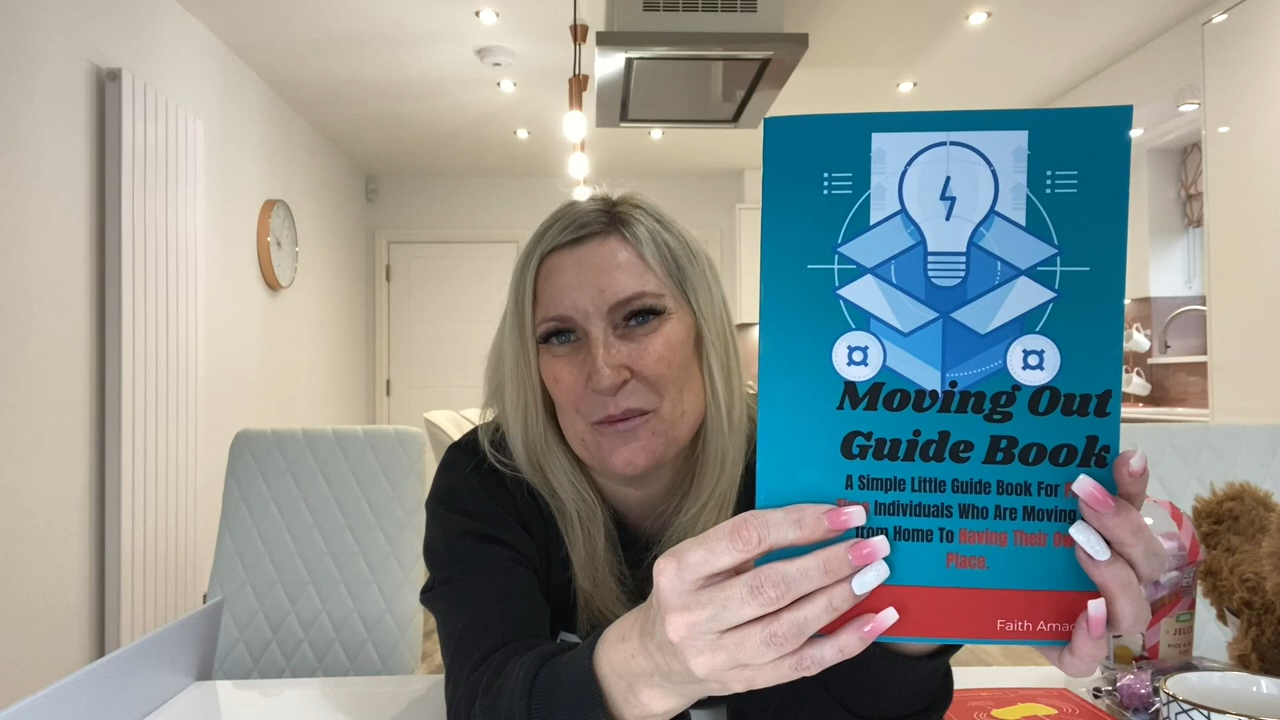 Moving Out
Guide Book
A Simple Little Guide Book For
Individuals Who Are Moving
from Home To Having Their
Place.
Faith
JELLY